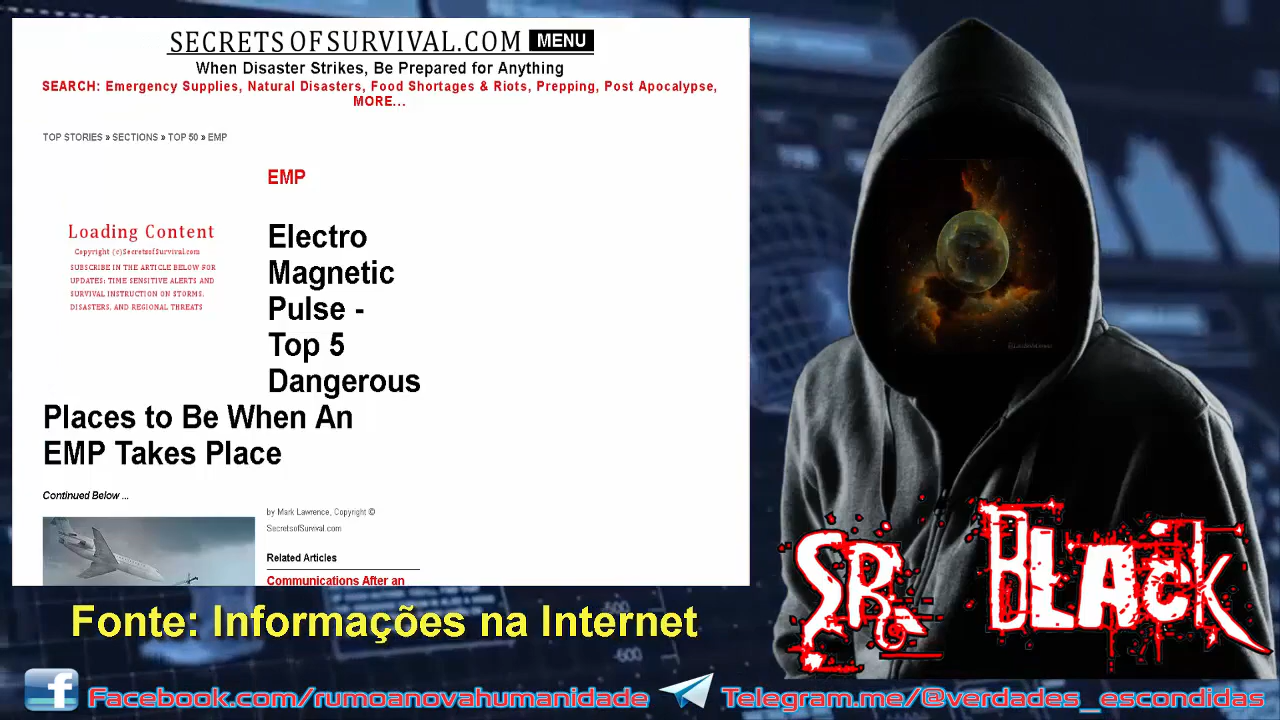 SECRETSOFSURVIVAL.COM MENU
When Disaster Strikes, Be Prepared for Anything
SEARCH: Emergency Supplies, Natural Disasters, Food Shortages & Riots, Prepping, Post Apocalypse,
MORE...
TOP STORIES » SECTIONS » TOP 50 » EMP
EMP
Loading Content
Copyright (c)SecretsofSurvival.com
SUBSCRIBE IN THE ARTICLE BELOW FOR
UPDATES: TIME SENSITIVE ALERTS AND
SURVIVAL INSTRUCTION ON STORMS,
DISASTERS, AND REGIONAL THREATS
Electro
Magnetic
Pulse -
Top 5
Dangerous
Places to Be When An
EMP Takes Place
Continued Below ...
by Mark Lawrence, Copyright ©
SecretsofSurvival.com
Related Articles
Communications After an
Fonte: Informações na Internet
SR. BLACK
Facebook.com/rumoanovahumanidade
Telegram.me/@verdades_escondidas
600